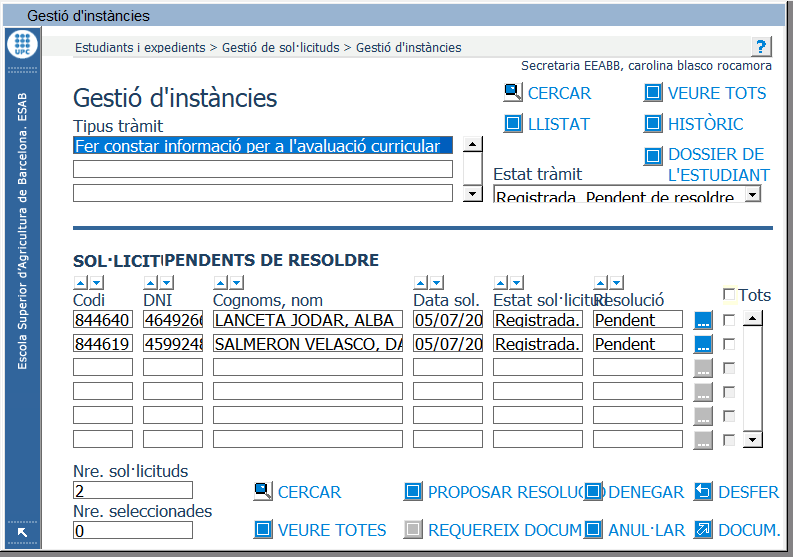 Gestió d'instàncies
UPC
Estudiants i expedients > Gestió de sol·licituds > Gestió d'instàncies
?
Secretaria EEABB, carolina blasco rocamora
Escola Superior d'Agricultura de Barcelona. ESAB
Gestió d'instàncies
CERCAR
VEURE TOTS
LLISTAT
HISTÒRIC
DOSSIER DE
L'ESTUDIANT
Tipus tràmit
Fer constar informació per a l'avaluació curricular
Estat tràmit
Registrada. Pendent de resoldre
SOL·LICIT PENDENTS DE RESOLDRE
Codi DNI Cognoms, nom Data sol. Estat sol·licitud Resolució Tots
844640 4649266 LANCETA JODAR, ALBA 05/07/20 Registrada. Pendent ...
844619 4599248 SALMERON VELASCO, DA 05/07/20 Registrada. Pendent ...
...
...
...
...
Nre. sol·licituds
2
Nre. seleccionades
0
CERCAR PROPOSAR RESOLUC DENEGAR DESFER
VEURE TOTES REQUEREIX DOCUM ANUL·LAR DOCUM.